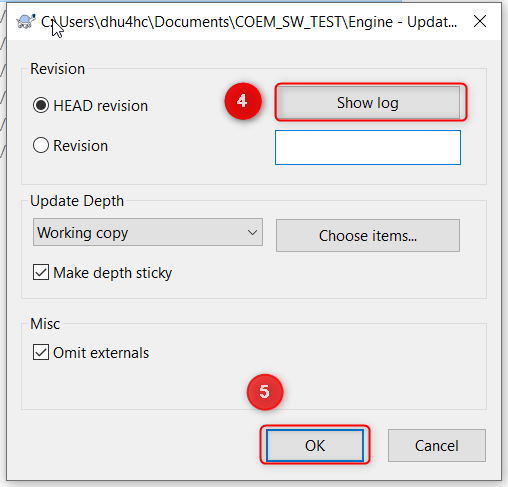 C:\Users\dhu4hc\Documents\COEM_SW_TEST\Engine - Updat...
Revision
HEAD revision
4
Show log
Revision
Update Depth
Working copy
Choose items...
Make depth sticky
Misc
Omit externals
5
OK
Cancel